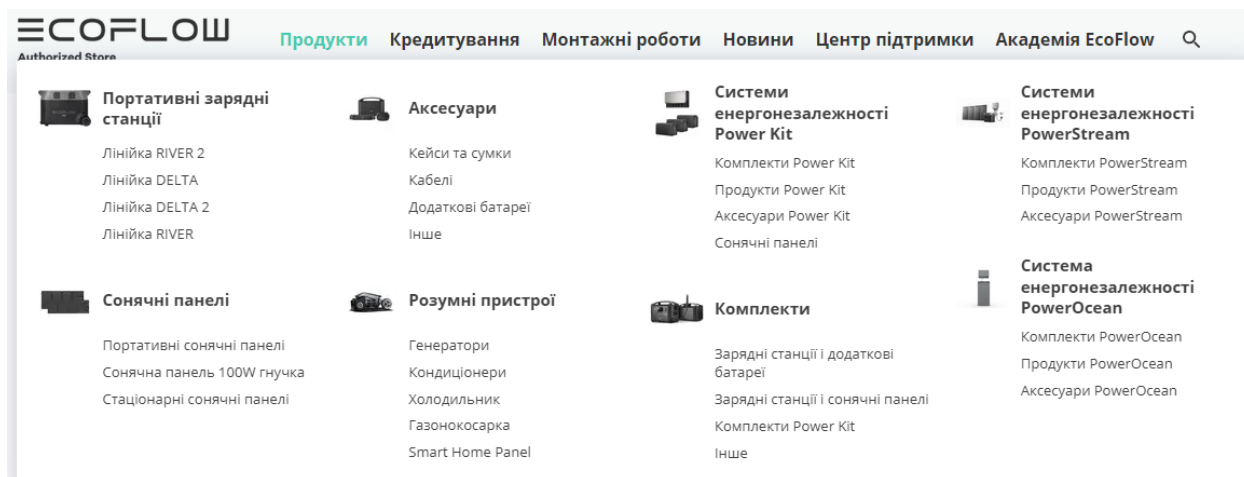 ECOFLOW
Authorized Store
Продукти Кредитування Монтажні роботи Новини Центр підтримки Академія EcoFlow
Портативні зарядні
станції
Лінійка RIVER 2
Лінійка DELTA
Лінійка DELTA 2
Лінійка RIVER
Аксесуари
Кейси та сумки
Кабелі
Додаткові батареї
Інше
Системи
енергонезалежності
Power Kit
Комплекти Power Kit
Продукти Power Kit
Аксесуари Power Kit
Сонячні панелі
Системи
енергонезалежності
PowerStream
Комплекти PowerStream
Продукти PowerStream
Аксесуари PowerStream
Сонячні панелі
Портативні сонячні панелі
Сонячна панель 100W гнучка
Стаціонарні сонячні панелі
Розумні пристрої
Генератори
Кондиціонери
Холодильник
Газонокосарка
Smart Home Panel
Комплекти
Зарядні станції і додаткові
батареї
Зарядні станції і сонячні панелі
Комплекти Power Kit
Інше
Система
енергонезалежності
PowerOcean
Комплекти PowerOcean
Продукти PowerOcean
Аксесуари PowerOcean